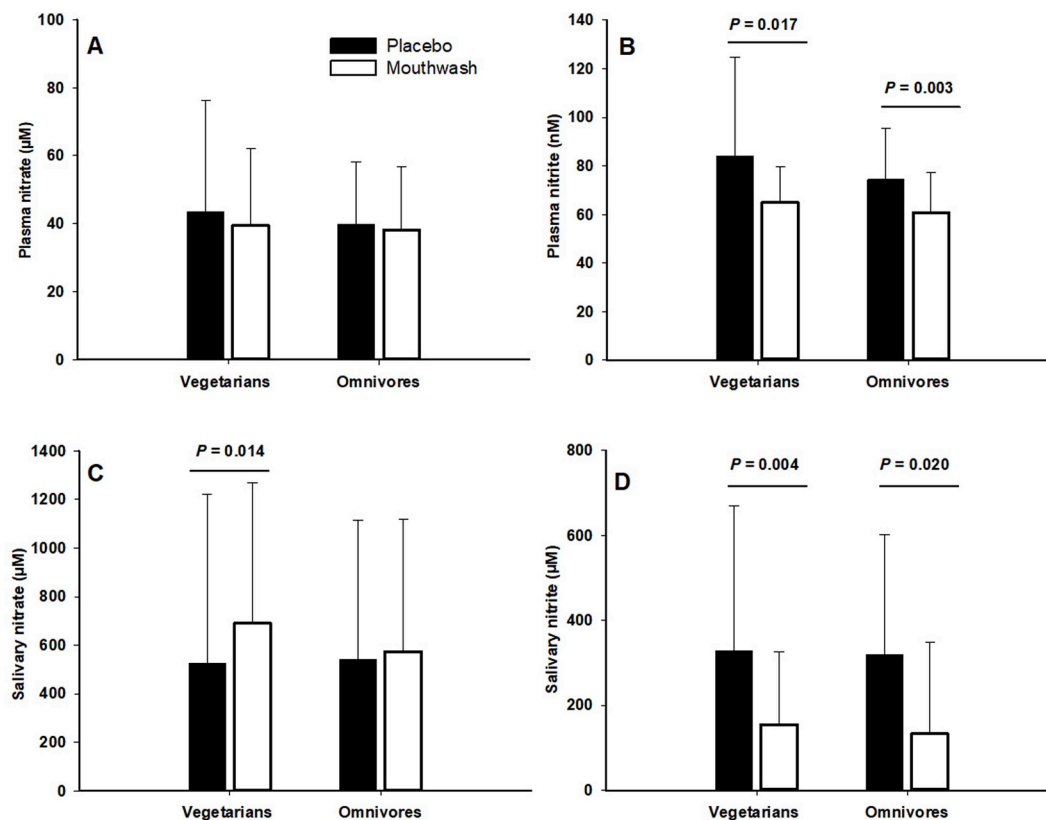 A
Placebo
Mouthwash
Plasma nitrate (µM)
100
80
60
40
20
0
Vegetarians
Omnivores
B
P = 0.017
P = 0.003
Plasma nitrite (nM)
140
120
100
80
60
40
20
0
Vegetarians
Omnivores
C
P = 0.014
Salivary nitrate (µM)
1400
1200
1000
800
600
400
200
0
Vegetarians
Omnivores
D
P = 0.004
P = 0.020
Salivary nitrite (µM)
800
600
400
200
0
Vegetarians
Omnivores